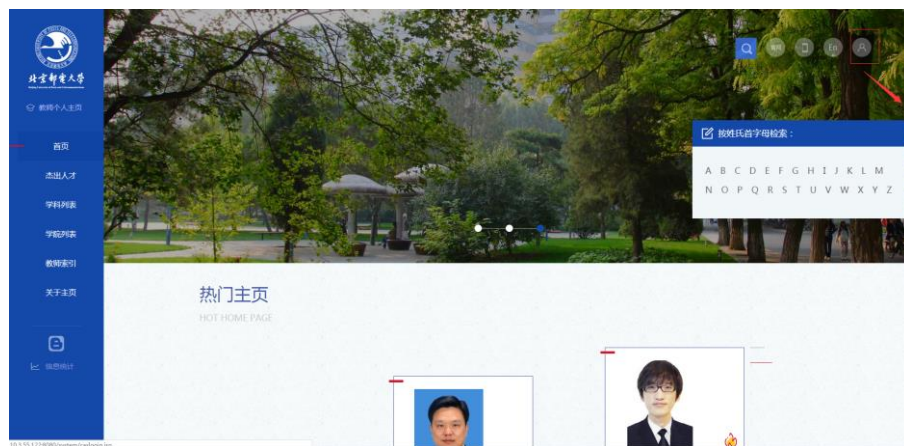 北京邮电大学
教师个人主页
首页
杰出人才
学科列表
学院列表
教师索引
关于主页
信息统计
En
按姓氏首字母检索：
A B C D E F G H I J K L M
N O P Q R S T U V W X Y Z
热门主页
HOT HOME PAGE